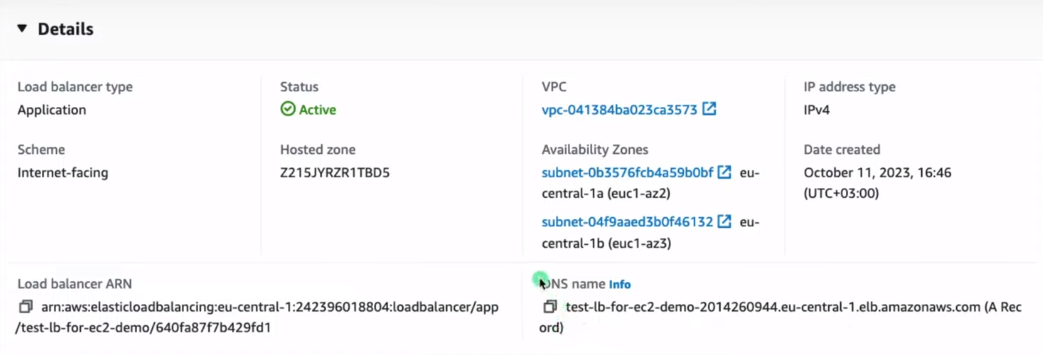 Details
Load balancer type
Application
Status
Active
VPC
vpc-041384ba023ca3573
IP address type
IPv4
Scheme
Internet-facing
Hosted zone
Z215JYRZR1TBD5
Availability Zones
subnet-0b3576fcb4a59b0bf eu-
central-1a (euc1-az2)
subnet-04f9aaed3b0f46132 eu-
central-1b (euc1-az3)
Date created
October 11, 2023, 16:46
(UTC+03:00)
Load balancer ARN
arn:aws:elasticloadbalancing:eu-central-1:242396018804:loadbalancer/app
/test-lb-for-ec2-demo/640fa87f7b429fd1
DNS name Info
test-lb-for-ec2-demo-2014260944.eu-central-1.elb.amazonaws.com (A Rec
ord)